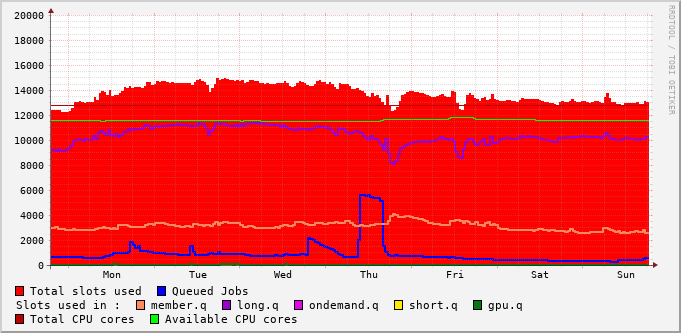 20000
18000
16000
14000
12000
10000
8000
6000
4000
2000
0
Mon Tue Wed Thu Fri Sat Sun
Total slots used Queued Jobs
Slots used in : member.q long.q ondemand.q short.q gpu.q
Total CPU cores Available CPU cores
RRDTOOL / TOBI OETIKER